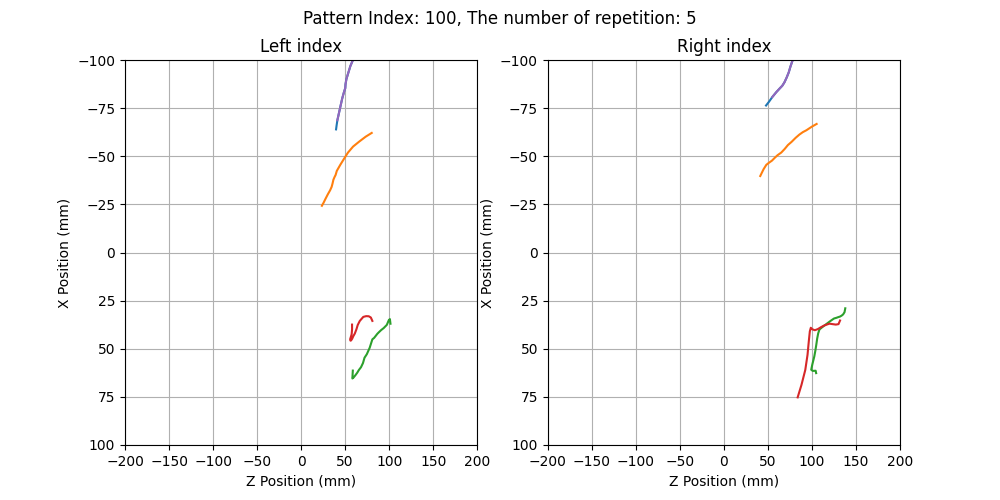 Pattern Index: 100, The number of repetition: 5
Left index
Right index
−100
−75
−50
−25
0
25
50
75
100
X Position (mm)
−200 −150 −100 −50 0 50 100 150 200
Z Position (mm)
−100
−75
−50
−25
0
25
50
75
100
X Position (mm)
−200 −150 −100 −50 0 50 100 150 200
Z Position (mm)